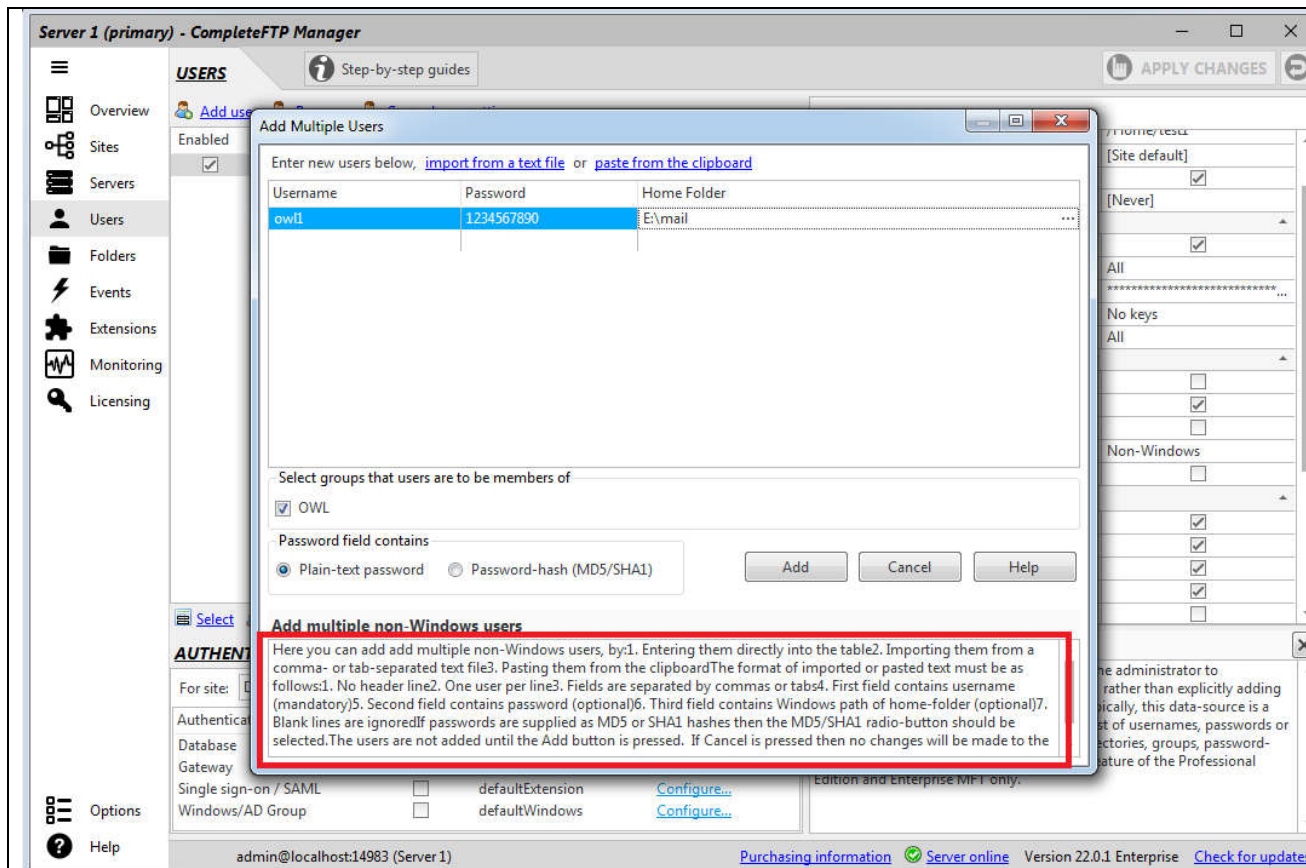 Server 1 (primary) - CompleteFTP Manager
USERS
Step-by-step guides
APPLY CHANGES
Overview
Sites
Servers
Users
Folders
Events
Extensions
Monitoring
Licensing
Options
Help
Add use
Enabled
Add Multiple Users
Enter new users below, import from a text file or paste from the clipboard
Username Password Home Folder
owl1 1234567890 E:\mail ...
Select groups that users are to be members of
OWL
Password field contains
Plain-text password Password-hash (MD5/SHA1)
Add Cancel Help
Add multiple non-Windows users
Here you can add add multiple non-Windows users, by:1. Entering them directly into the table2. Importing them from a
comma- or tab-separated text file3. Pasting them from the clipboardThe format of imported or pasted text must be as
follows:1. No header line2. One user per line3. Fields are separated by commas or tabs4. First field contains username
(mandatory)5. Second field contains password (optional)6. Third field contains Windows path of home-folder (optional)7.
Blank lines are ignoredIf passwords are supplied as MD5 or SHA1 hashes then the MD5/SHA1 radio-button should be
selected.The users are not added until the Add button is pressed.  If Cancel is pressed then no changes will be made to the
/Home/test1
[Site default]
[Never]
All
****************************...
No keys
All
Non-Windows
Select
AUTHENT
For site:
Authenticat
Database
Gateway
Single sign-on / SAML defaultExtension Configure...
Windows/AD Group defaultWindows Configure...
he administrator to
rather than explicitly adding
pically, this data-source is a
st of usernames, passwords or
ectories, groups, password-
eature of the Professional
Edition and Enterprise MFT only.
admin@localhost:14983 (Server 1)
Purchasing information Server online Version 22.0.1 Enterprise Check for update